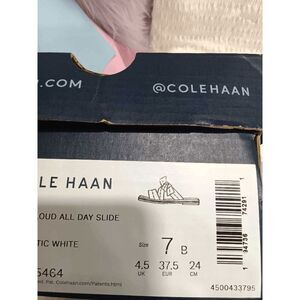 .COM
@COLEHAAN
LE HAAN
LOUD ALL DAY SLIDE
TIC WHITE
Size 7 B
4.5 37.5 24
UK EUR CM
5464
4500433795